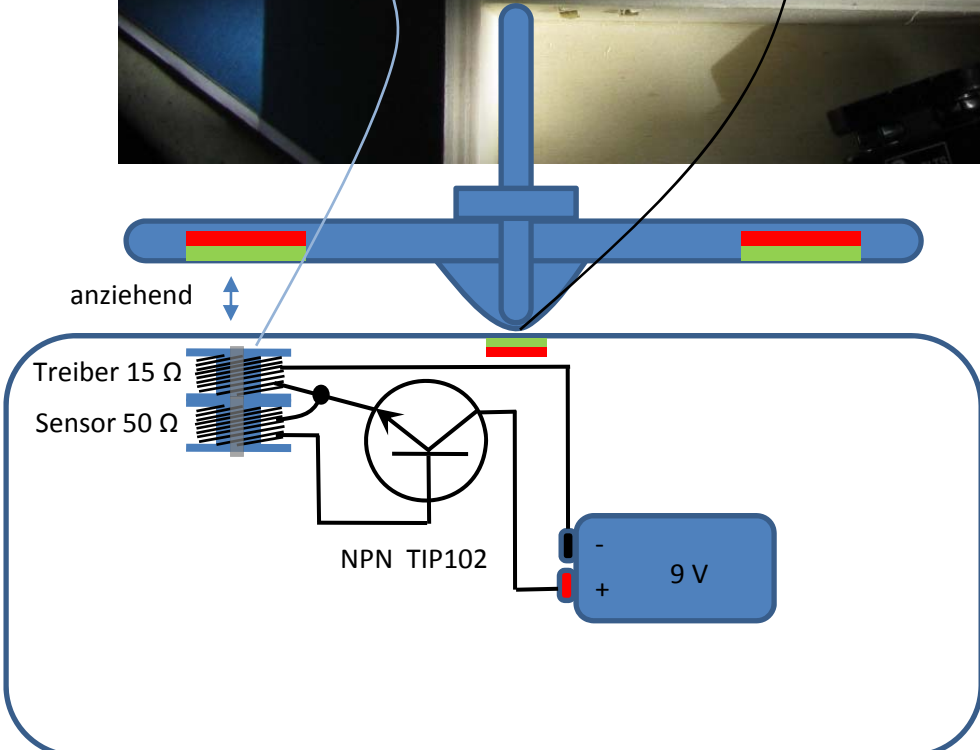 anziehend
Treiber 15 Ω
Sensor 50 Ω
NPN TIP102
-
9 V
+